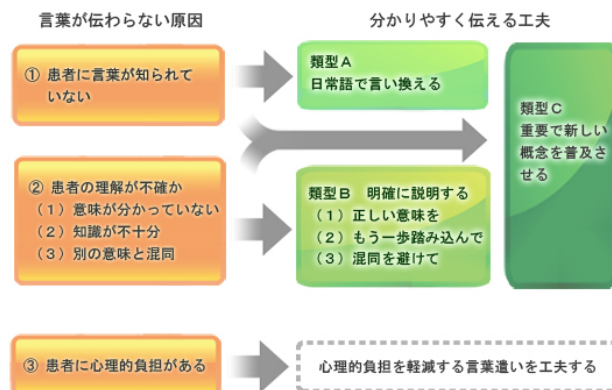 言葉が伝わらない原因
分かりやすく伝える工夫
① 患者に言葉が知られて
いない
類型A
日常語で言い換える
類型C
重要で新しい
概念を普及さ
せる
② 患者の理解が不確か
（１）意味が分かっていない
（２）知識が不十分
（３）別の意味と混同
類型B　明確に説明する
（１）正しい意味を
（２）もう一歩踏み込んで
（３）混同を避けて
③ 患者に心理的負担がある
心理的負担を軽減する言葉遣いを工夫する